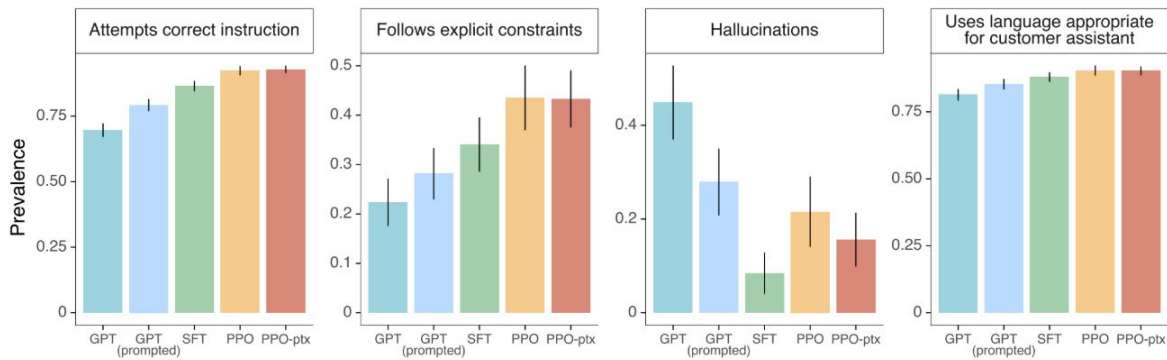 Attempts correct instruction
Follows explicit constraints
Hallucinations
Uses language appropriate
for customer assistant
Prevalence
0.75
0.50
0.25
0
GPT
GPT
(prompted)
SFT
PPO
PPO-ptx
0.5
0.4
0.3
0.2
0.1
0
GPT
GPT
(prompted)
SFT
PPO
PPO-ptx
0.4
0.2
0
GPT
GPT
(prompted)
SFT
PPO
PPO-ptx
0.75
0.50
0.25
0
GPT
GPT
(prompted)
SFT
PPO
PPO-ptx